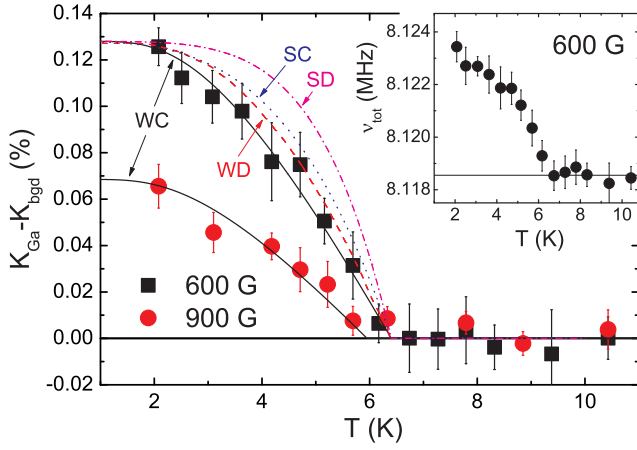 0.14
0.12
0.10
0.08
0.06
0.04
0.02
0.00
-0.02
K_Ga-K_bgd (%)
WC
SC
SD
WD
600 G
900 G
2
4
6
8
10
T (K)
600 G
8.124
8.120
8.118
ν_tot (MHz)
2
4
6
8
10
T (K)